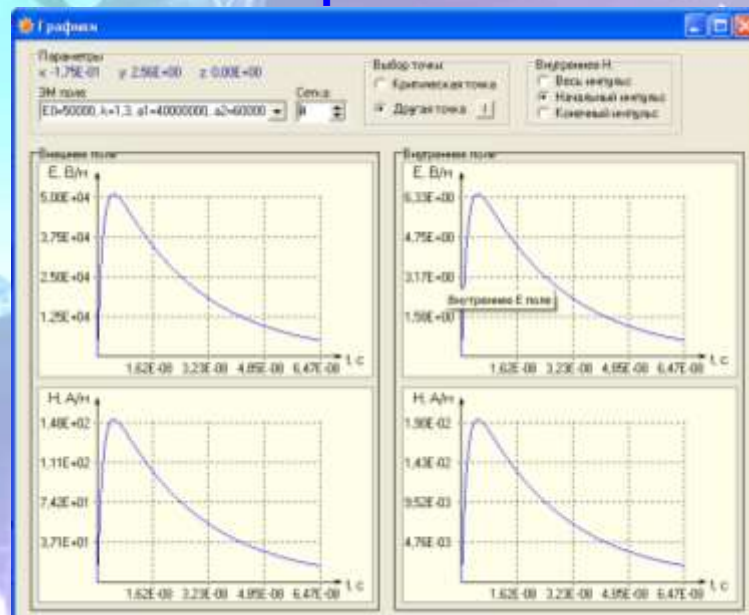 Графики
Параметры
x -1.75E-01 y 2.56E+00 z 0.00E+00
ЭМ поле Сетка
E0=50000, k=1,3, a1=40000000, a2=60000
Выбор точки
Критическая точка
Другая точка !
Внутреннее H
Весь импульс
Начальный импульс
Конечный импульс
Внешнее поле
E, В/м
5.00E+04
3.75E+04
2.50E+04
1.25E+04
1.62E-08 3.23E-08 4.85E-08 6.47E-08 t, с
Внутреннее поле
E, В/м
6.33E+00
4.75E+00
3.17E+00
Внутреннее E поле
1.58E+00
1.62E-08 3.23E-08 4.85E-08 6.47E-08 t, с
H, А/м
1.48E+02
1.11E+02
7.42E+01
3.71E+01
1.62E-08 3.23E-08 4.85E-08 6.47E-08 t, с
H, А/м
1.90E-02
1.43E-02
9.52E-03
4.76E-03
1.62E-08 3.23E-08 4.85E-08 6.47E-08 t, с